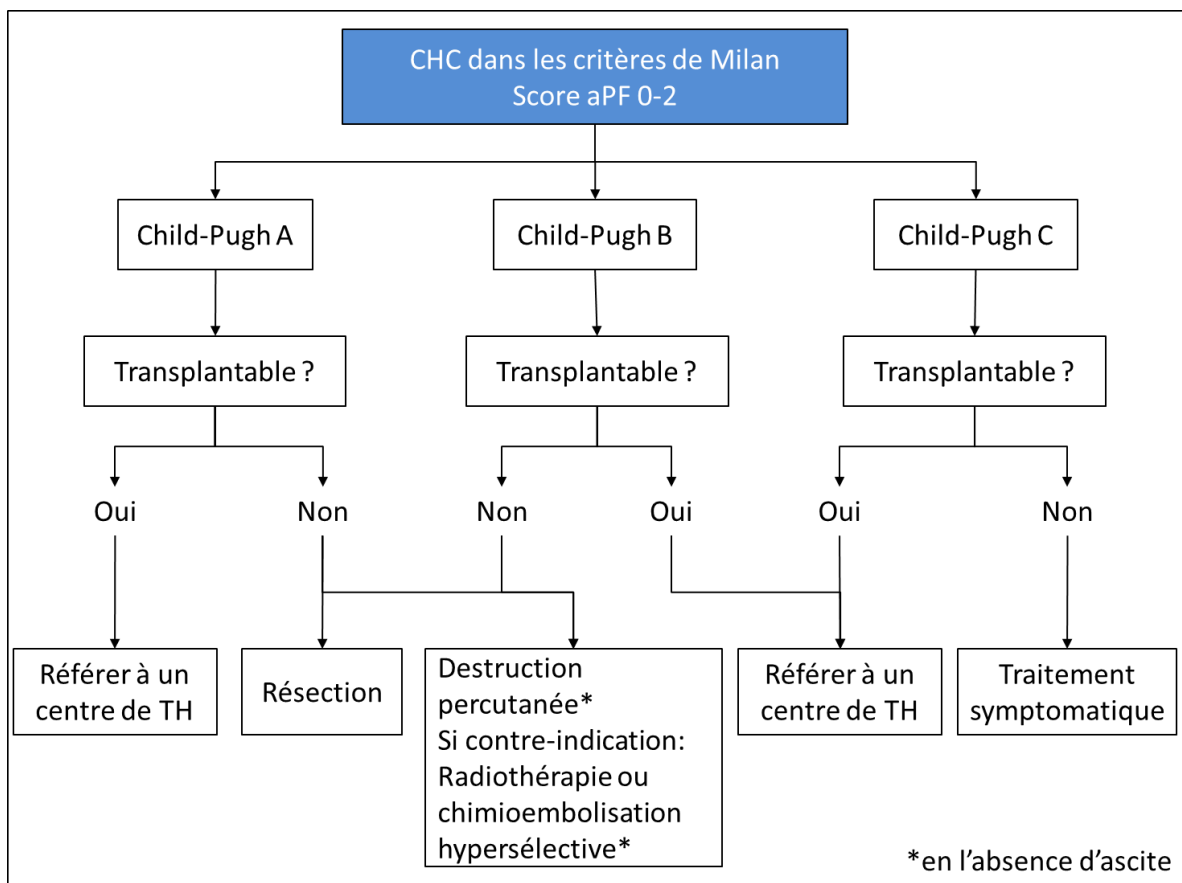 CHC dans les critères de Milan
Score aPF 0-2
Child-Pugh A
Child-Pugh B
Child-Pugh C
Transplantable ?
Transplantable ?
Transplantable ?
Oui
Non
Non
Oui
Oui
Non
Référer à un
centre de TH
Résection
Destruction
percutanée*
Si contre-indication:
Radiothérapie ou
chimioembolisation
hypersélective*
Référer à un
centre de TH
Traitement
symptomatique
*en l'absence d'ascite